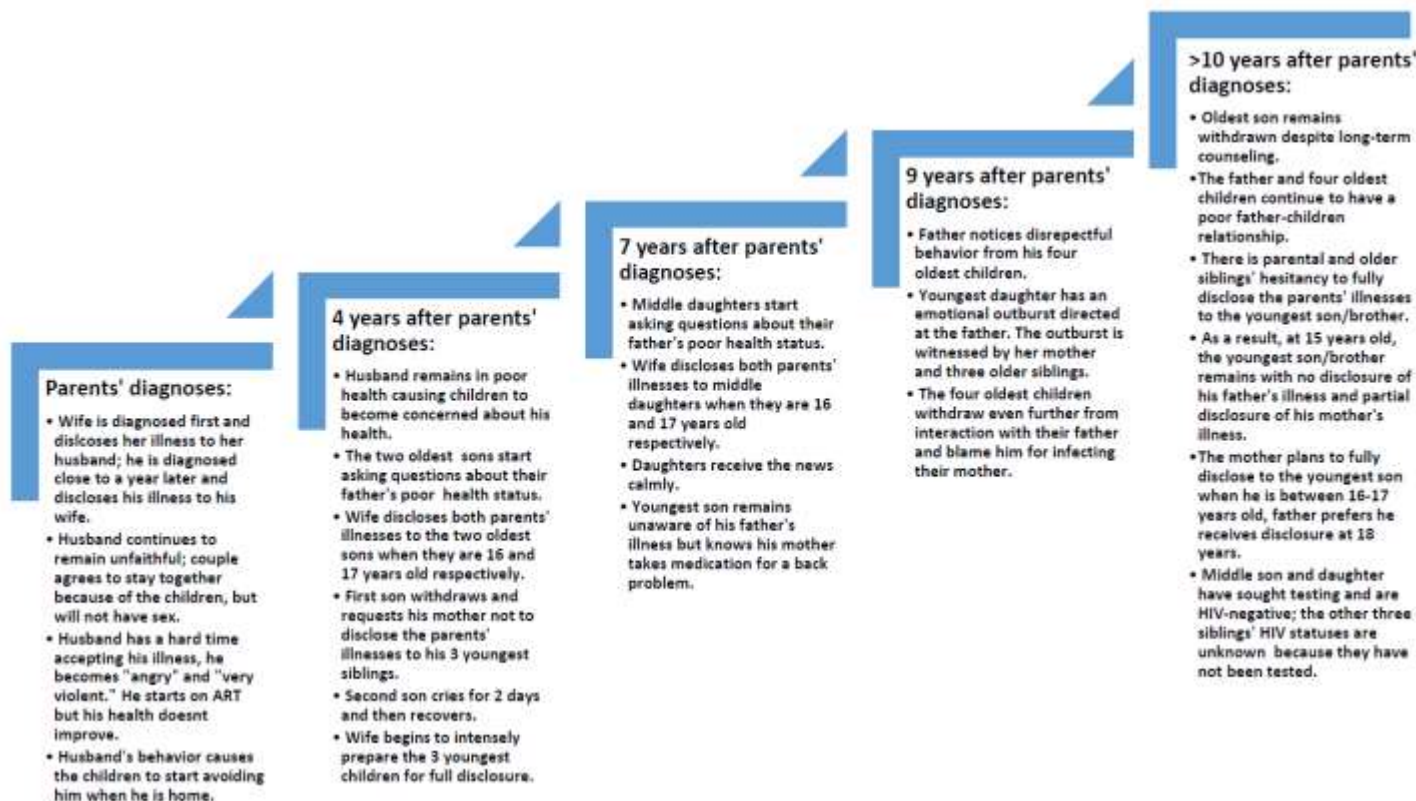 Parents' diagnoses:
• Wife is diagnosed first and
dislcoses her illness to her
husband; he is diagnosed
close to a year later and
discloses his illness to his
wife.
• Husband continues to
remain unfaithful; couple
agrees to stay together
because of the children, but
will not have sex.
• Husband has a hard time
accepting his illness, he
becomes "angry" and "very
violent." He starts on ART
but his health doesnt
improve.
• Husband's behavior causes
the children to start avoiding
him when he is home.
4 years after parents'
diagnoses:
• Husband remains in poor
health causing children to
become concerned about his
health.
• The two oldest sons start
asking questions about their
father's poor health status.
• Wife discloses both parents'
illnesses to the two oldest
sons when they are 16 and
17 years old respectively.
• First son withdraws and
requests his mother not to
disclose the parents'
illnesses to his 3 youngest
siblings.
• Second son cries for 2 days
and then recovers.
• Wife begins to intensely
prepare the 3 youngest
children for full disclosure.
7 years after parents'
diagnoses:
• Middle daughters start
asking questions about their
father's poor health status.
• Wife discloses both parents'
illnesses to middle
daughters when they are 16
and 17 years old
respectively.
• Daughters receive the news
calmly.
• Youngest son remains
unaware of his father's
illness but knows his mother
takes medication for a back
problem.
9 years after parents'
diagnoses:
• Father notices disrepectful
behavior from his four
oldest children.
• Youngest daughter has an
emotional outburst directed
at the father. The outburst is
witnessed by her mother
and three older siblings.
• The four oldest children
withdraw even further from
interaction with their father
and blame him for infecting
their mother.
>10 years after parents'
diagnoses:
• Oldest son remains
withdrawn despite long-term
counseling.
•The father and four oldest
children continue to have a
poor father-children
relationship.
• There is parental and older
siblings' hesitancy to fully
disclose the parents' illnesses
to the youngest son/brother.
• As a result, at 15 years old,
the youngest son/brother
remains with no disclosure of
his father's illness and partial
disclosure of his mother's
illness.
•The mother plans to fully
disclose to the youngest son
when he is between 16-17
years old, father prefers he
receives disclosure at 18
years.
• Middle son and daughter
have sought testing and are
HIV-negative; the other three
siblings' HIV statuses are
unknown because they have
not been tested.